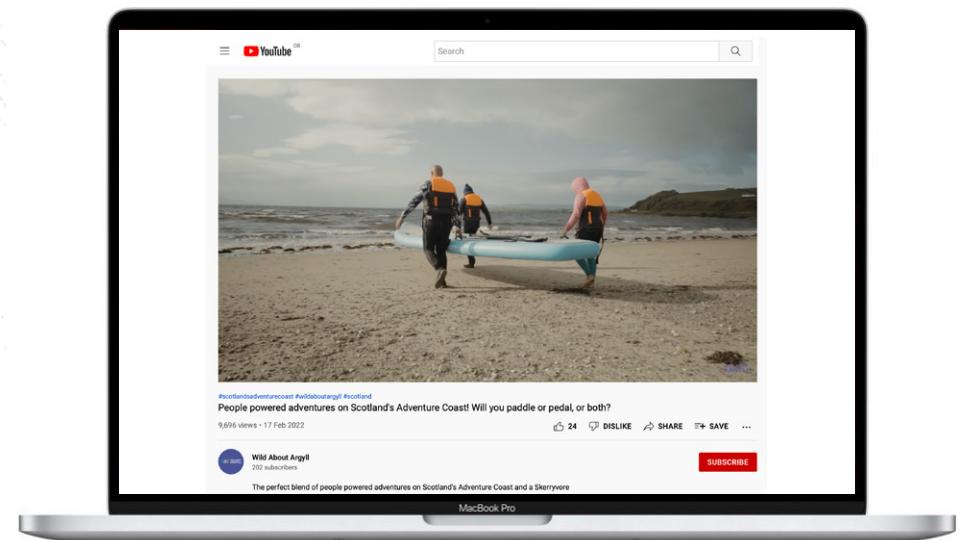 YouTube GB
Search
#scotlandsadventurecoast #wildaboutargyll #scotland
People powered adventures on Scotland's Adventure Coast! Will you paddle or pedal, or both?
9,696 views • 17 Feb 2022
24 DISLIKE SHARE SAVE
Wild About Argyll
202 subscribers
SUBSCRIBE
The perfect blend of people powered adventures on Scotland's Adventure Coast and a Skerryvore
MacBook Pro